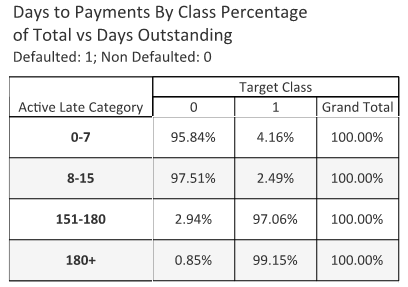 Days to Payments By Class Percentage
of Total vs Days Outstanding
Defaulted: 1; Non Defaulted: 0
Target Class
Active Late Category 0 1 Grand Total
0-7 95.84% 4.16% 100.00%
8-15 97.51% 2.49% 100.00%
151-180 2.94% 97.06% 100.00%
180+ 0.85% 99.15% 100.00%